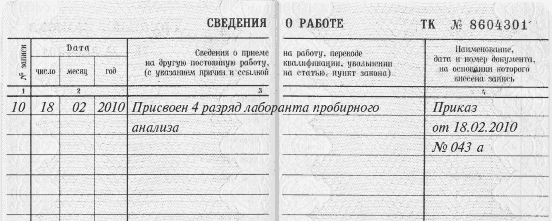 СВЕДЕНИЯ О РАБОТЕ ТК № 8604301
№ записи
Дата
число месяц год
Сведения о приеме на работу, переводе
на другую постоянную работу, квалификации, увольнении
(с указанием причин и ссылкой на статью, пункт закона).
Наименование,
дата и номер документа,
на основании которого
внесена запись
1 2 3 4
10 18 02 2010 Присвоен 4 разряд лаборанта пробирного Приказ
анализа от 18.02.2010
№ 043 а